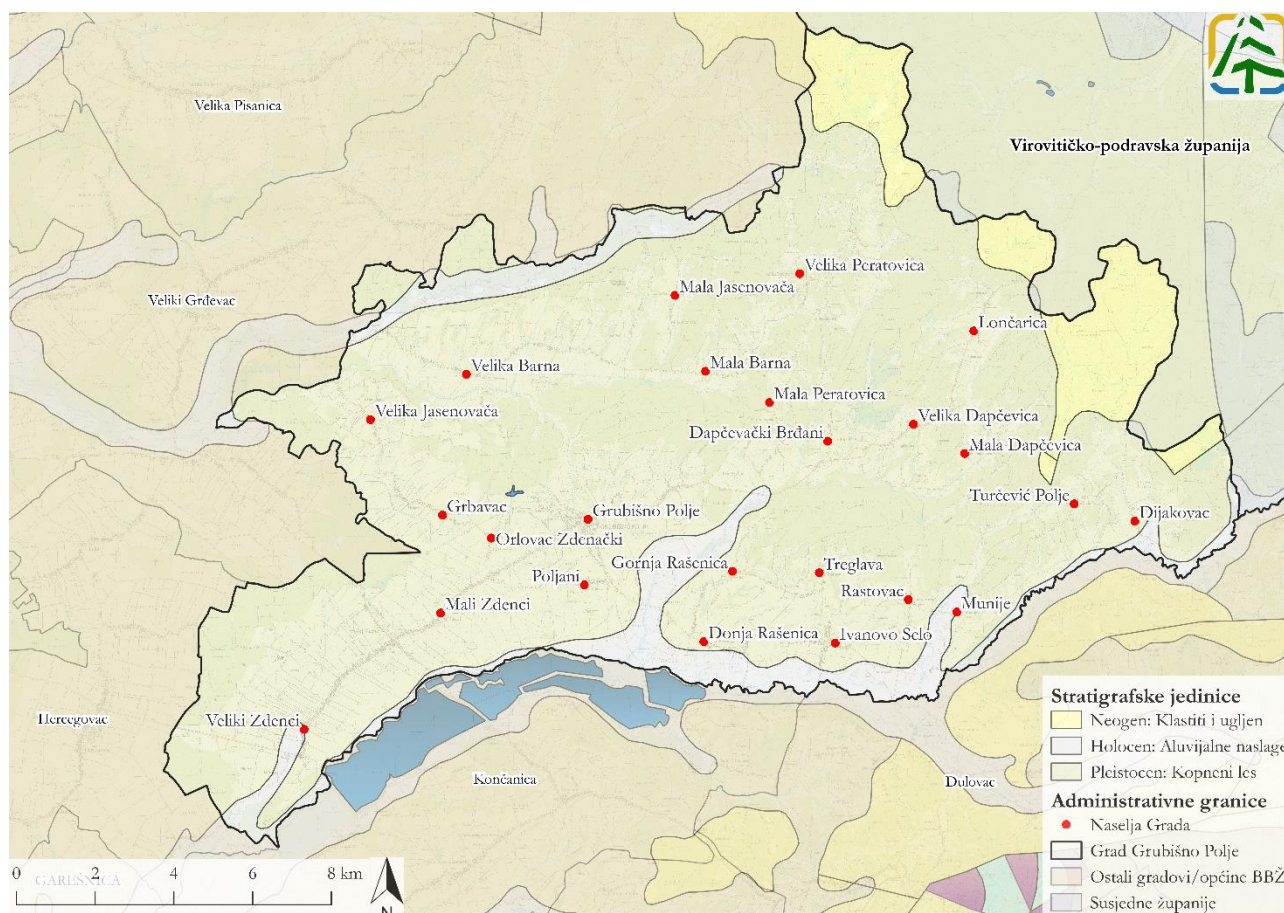 Velika Pisanica
Virovitičko-podravska županija
Velika Peratovica
Mala Jasenovača
Veliki Grđevac
Lončarica
Velika Barna
Mala Barna
Mala Peratovica
Velika Jasenovača
Velika Dapčevica
Dapčevački Brđani
Mala Dapčevica
Turčević Polje
Grbavac
Grubišno Polje
Dijakovac
Orlovac Zdenački
Gornja Rašenica
Treglava
Poljani
Rastovac
Munije
Mali Zdenci
Donja Rašenica
Ivanovo Selo
Hercegovac
Veliki Zdenci
Končanica
Đulovac
GAREŠNICA
0 2 4 6 8 km
N
Stratigrafske jedinice
Neogen: Klastiti i ugljen
Holocen: Aluvijalne naslage
Pleistocen: Kopneni les
Administrativne granice
Naselja Grada
Grad Grubišno Polje
Ostali gradovi/općine BBŽ
Susjedne županije